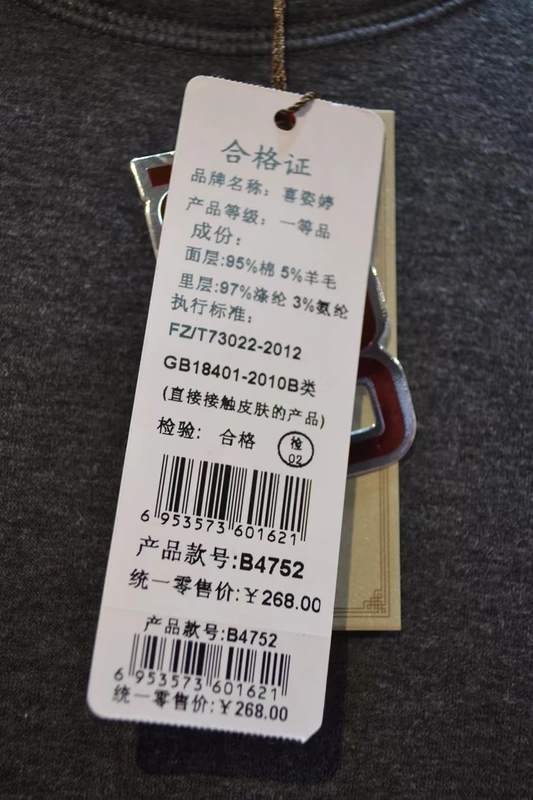 合格证
品牌名称：喜姿婷
产品等级：一等品
成份：
面层:95%棉 5%羊毛
里层:97%涤纶 3%氨纶
执行标准：
FZ/T73022-2012
GB18401-2010B类
(直接接触皮肤的产品)
检验：合格 检02
6 953573 601621
产品款号:B4752
统一零售价:￥268.00
产品款号:B4752
6 953573 601621
统一零售价:￥268.00